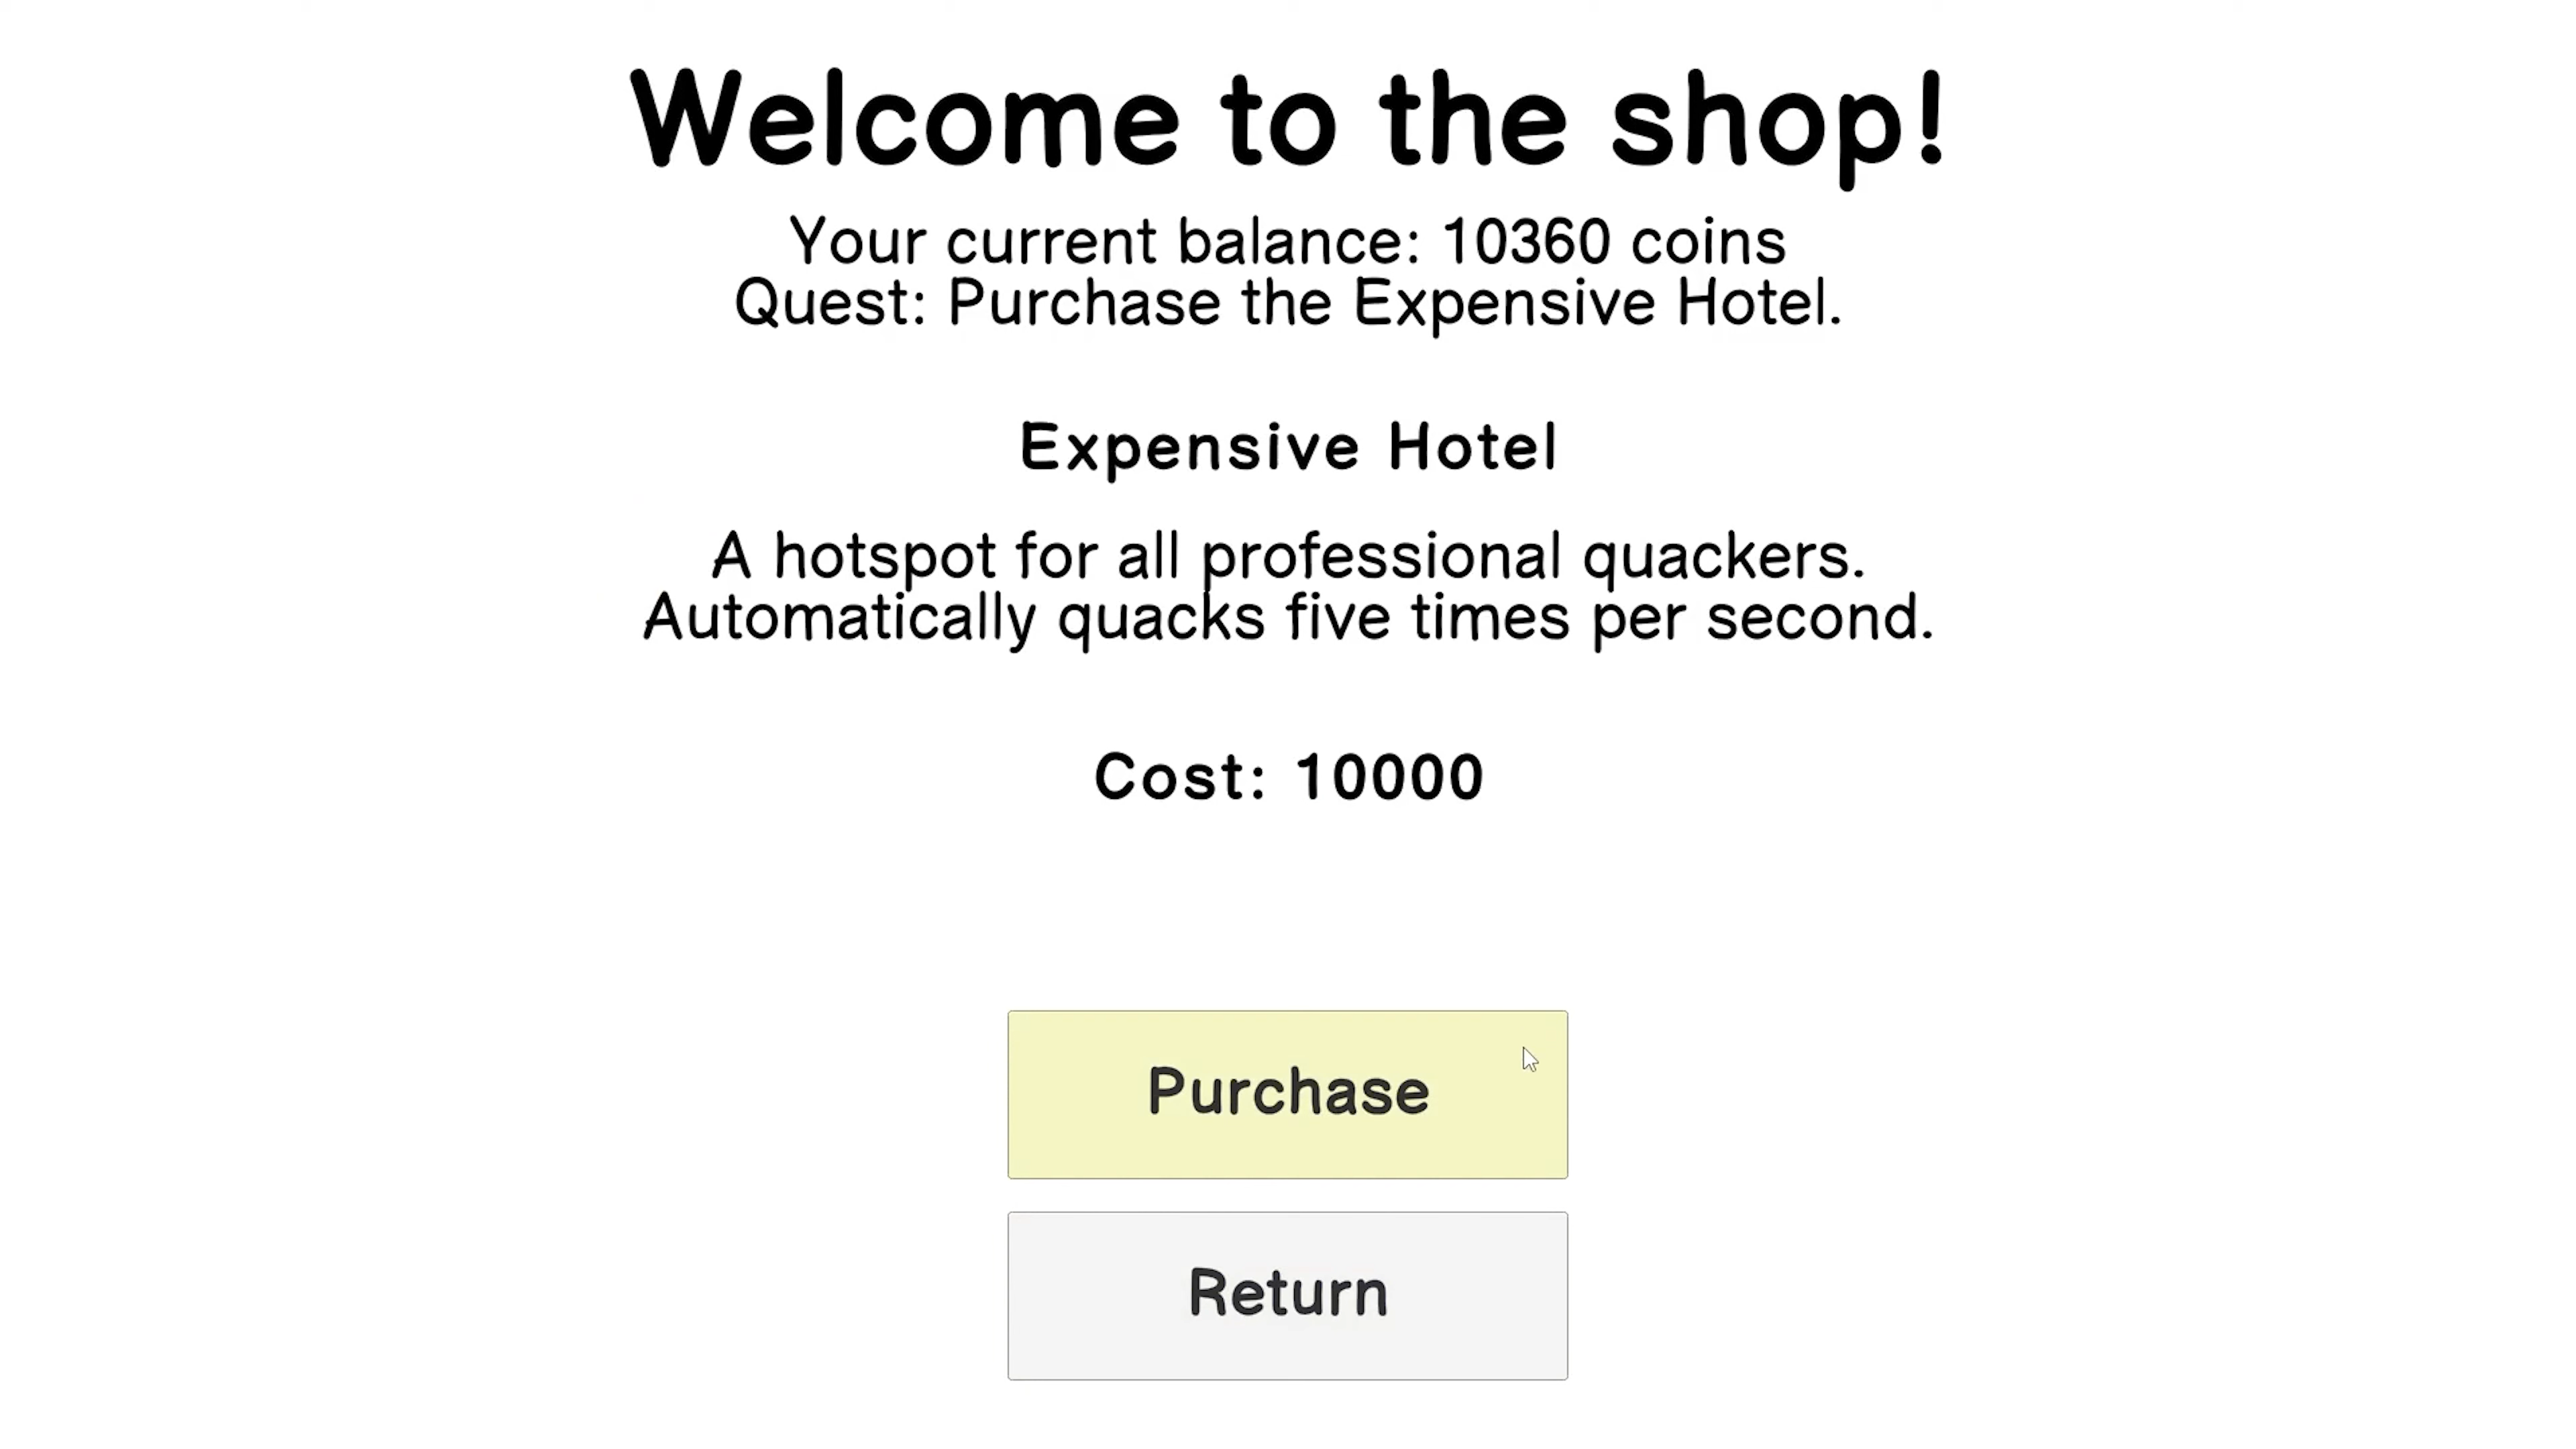 Welcome to the shop!
Your current balance: 10360 coins
Quest: Purchase the Expensive Hotel.
Expensive Hotel
A hotspot for all professional quackers.
Automatically quacks five times per second.
Cost: 10000
Purchase
Return